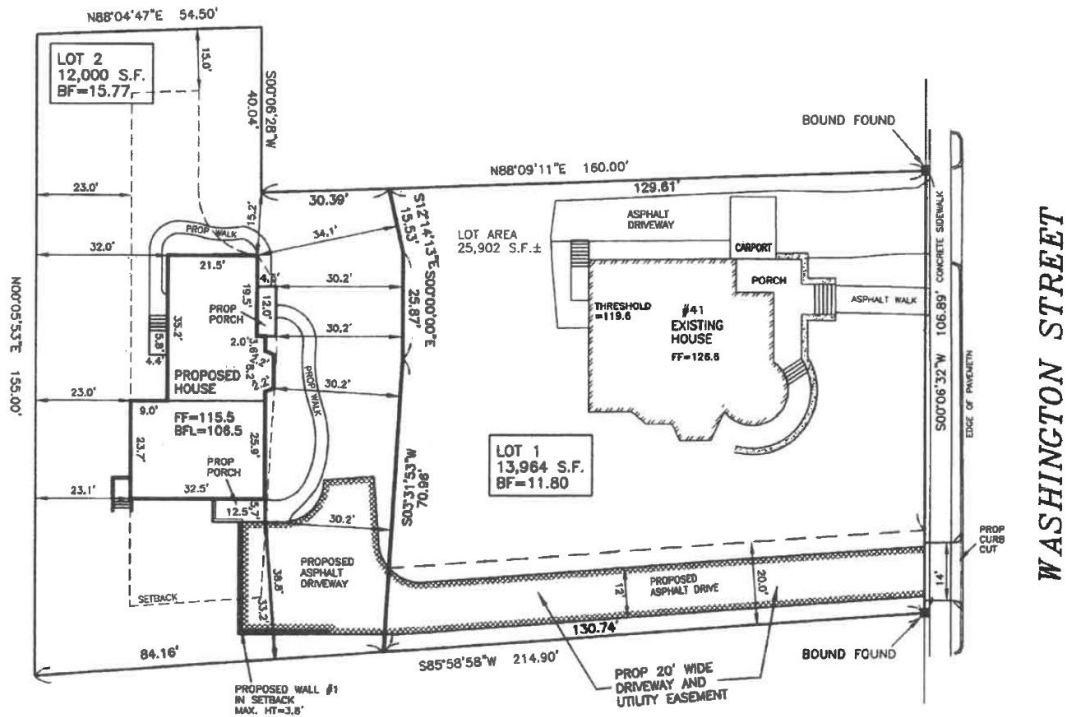 N88°04'47"E 54.50'
LOT 2
12,000 S.F.
BF=15.77
15.0'
S00°06'28"W
40.04'
BOUND FOUND
N88°09'11"E 160.00'
129.61'
23.0'
30.39'
15.2'
PROP WALK
34.1'
S12°14'13"E
15.53'
S00°00'00"E
25.87'
LOT AREA
25,902 S.F.±
ASPHALT
DRIVEWAY
CARPORT
PORCH
CONCRETE SIDEWALK
WASHINGTON STREET
32.0'
21.5'
30.2'
19.5'
12.0'
PROP
PORCH
THRESHOLD
=119.6
#41
EXISTING
HOUSE
FF=126.6
ASPHALT WALK
106.89'
S00°06'32"W
EDGE OF PAVEMENT
N00°05'53"E 155.00'
35.2'
5.8'
4.4'
2.0'
30.2'
8.2'
PROPOSED
HOUSE
30.2'
PROP WALK
23.0'
9.0'
FF=115.5
BFL=106.5
25.9'
23.7'
PROP
PORCH
LOT 1
13,964 S.F.
BF=11.80
S03°31'53"W
70.96'
23.1'
32.5'
12.5'
5.7'
30.2'
PROP
CURB
CUT
PROPOSED
ASPHALT
DRIVEWAY
38.8'
33.2'
SETBACK
12'
PROPOSED
ASPHALT DRIVE
20.0'
14'
130.74'
84.16'
S85°58'58"W 214.90'
BOUND FOUND
PROP 20' WIDE
DRIVEWAY AND
UTILITY EASEMENT
PROPOSED WALL #1
IN SETBACK
MAX. HT=3.8'